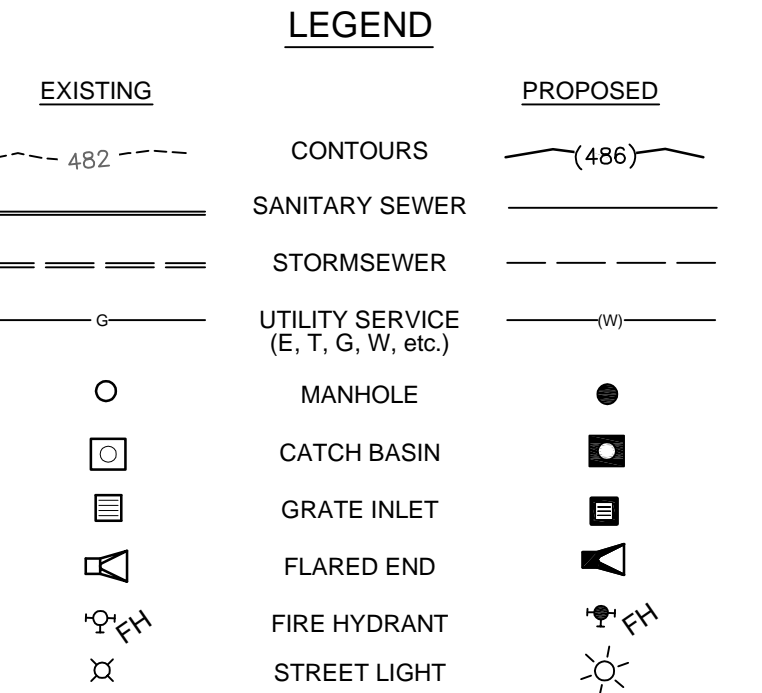 LEGEND
EXISTING PROPOSED
482 CONTOURS (486)
SANITARY SEWER
STORMSEWER
G UTILITY SERVICE (W)
(E, T, G, W, etc.)
MANHOLE
CATCH BASIN
GRATE INLET
FLARED END
FH FIRE HYDRANT FH
STREET LIGHT